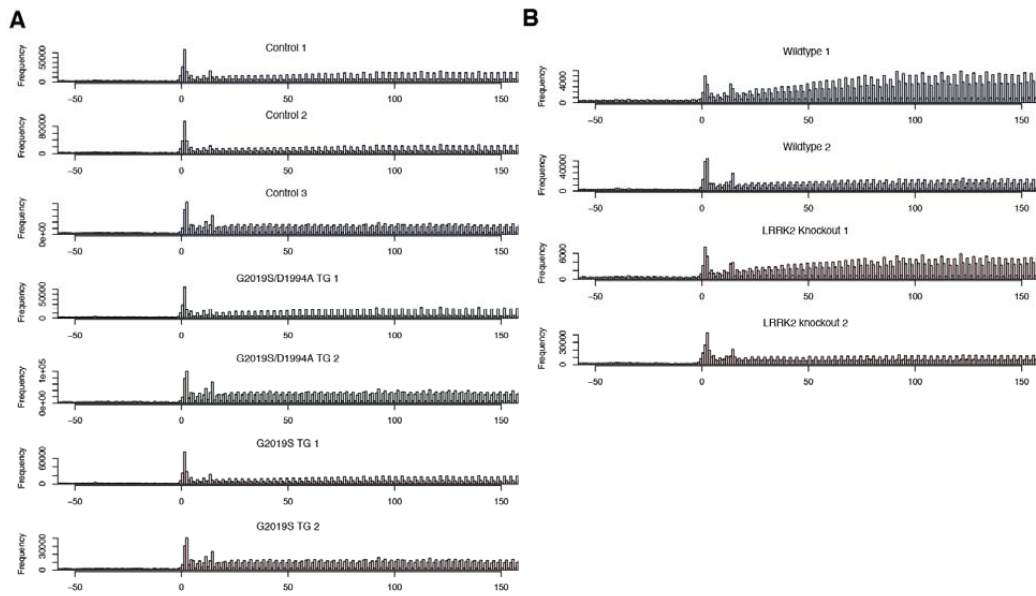 A
Control 1
Frequency
0 50000
−50 0 50 100 150
Control 2
Frequency
0 80000
−50 0 50 100 150
Control 3
Frequency
0e+00
−50 0 50 100 150
G2019S/D1994A TG 1
Frequency
0 50000
−50 0 50 100 150
G2019S/D1994A TG 2
Frequency
0e+00 1e+05
−50 0 50 100 150
G2019S TG 1
Frequency
0 60000
−50 0 50 100 150
G2019S TG 2
Frequency
0 30000
−50 0 50 100 150
B
Wildtype 1
Frequency
0 4000
−50 0 50 100 150
Wildtype 2
Frequency
0 40000
−50 0 50 100 150
LRRK2 Knockout 1
Frequency
0 6000
−50 0 50 100 150
LRRK2 knockout 2
Frequency
0 30000
−50 0 50 100 150